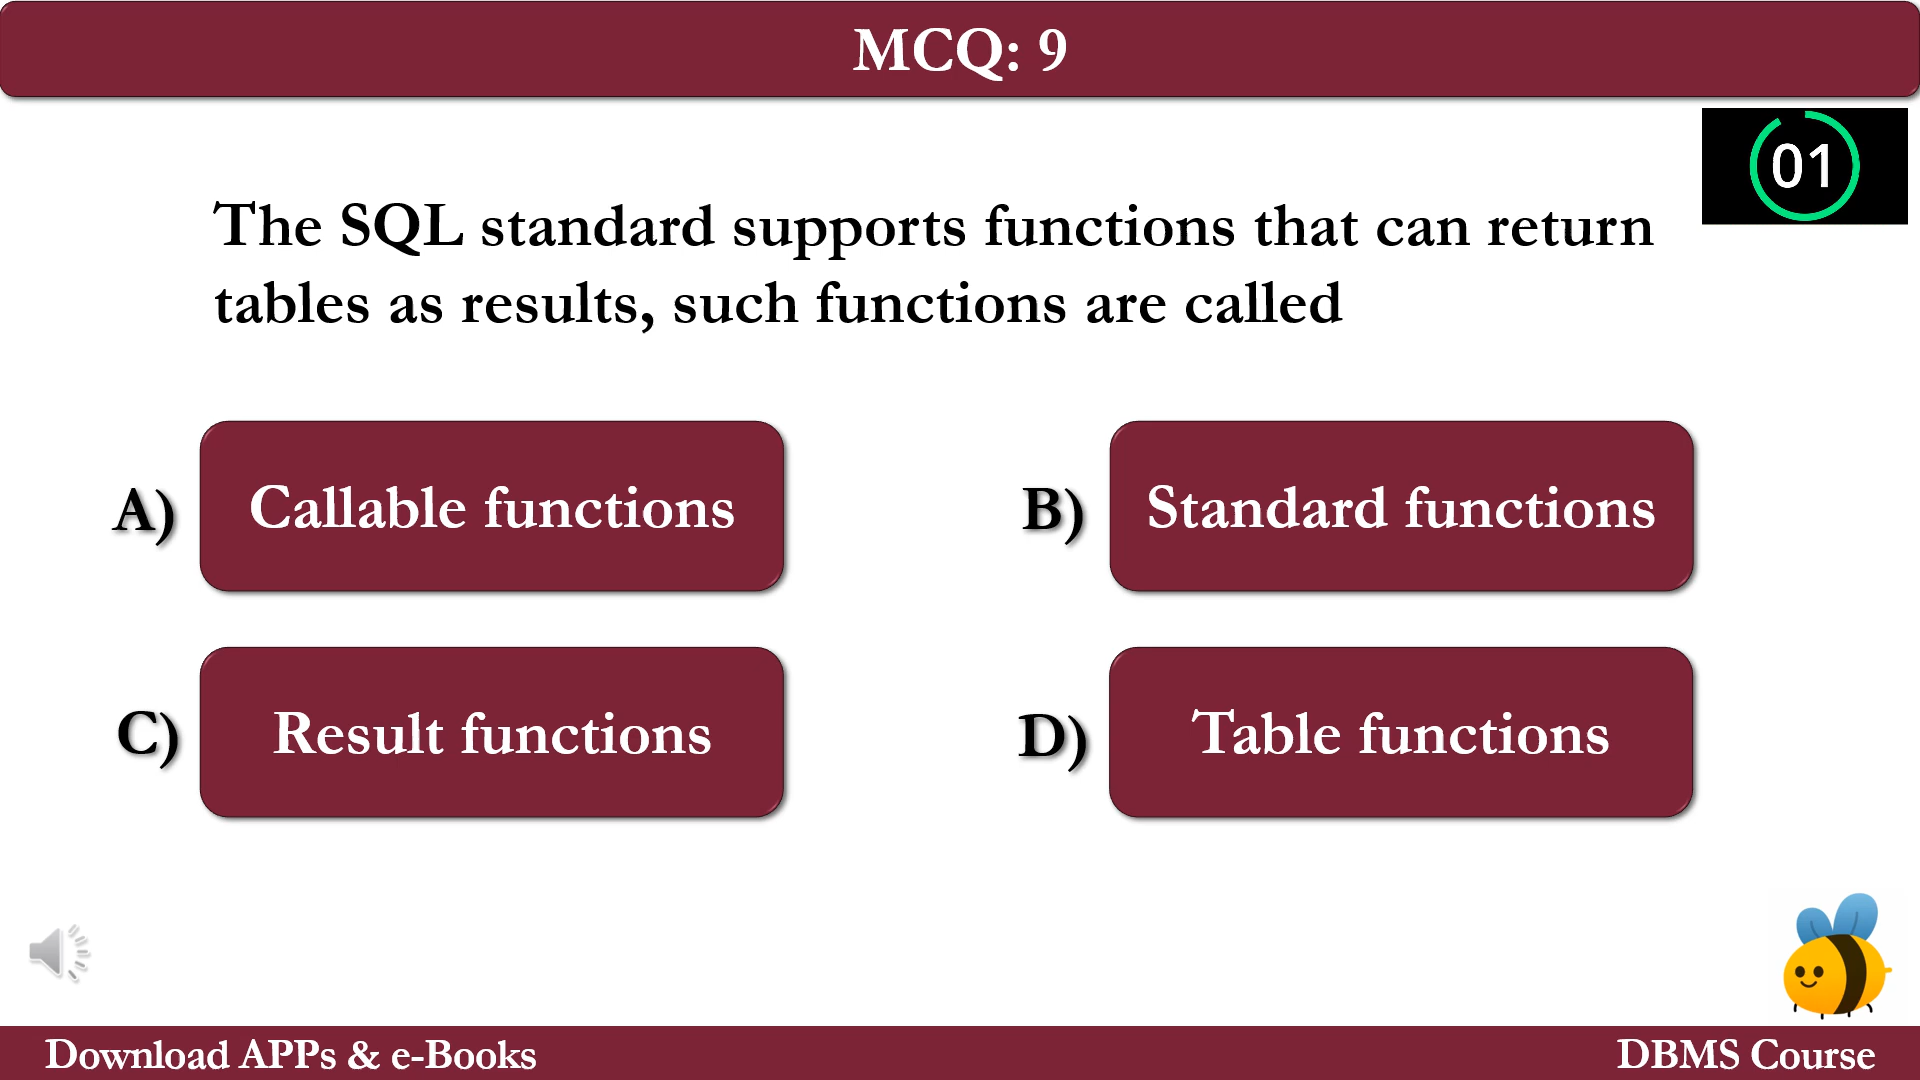 MCQ: 9
01
The SQL standard supports functions that can return
tables as results, such functions are called
A) Callable functions
B) Standard functions
C) Result functions
D) Table functions
Download APPs & e-Books
DBMS Course